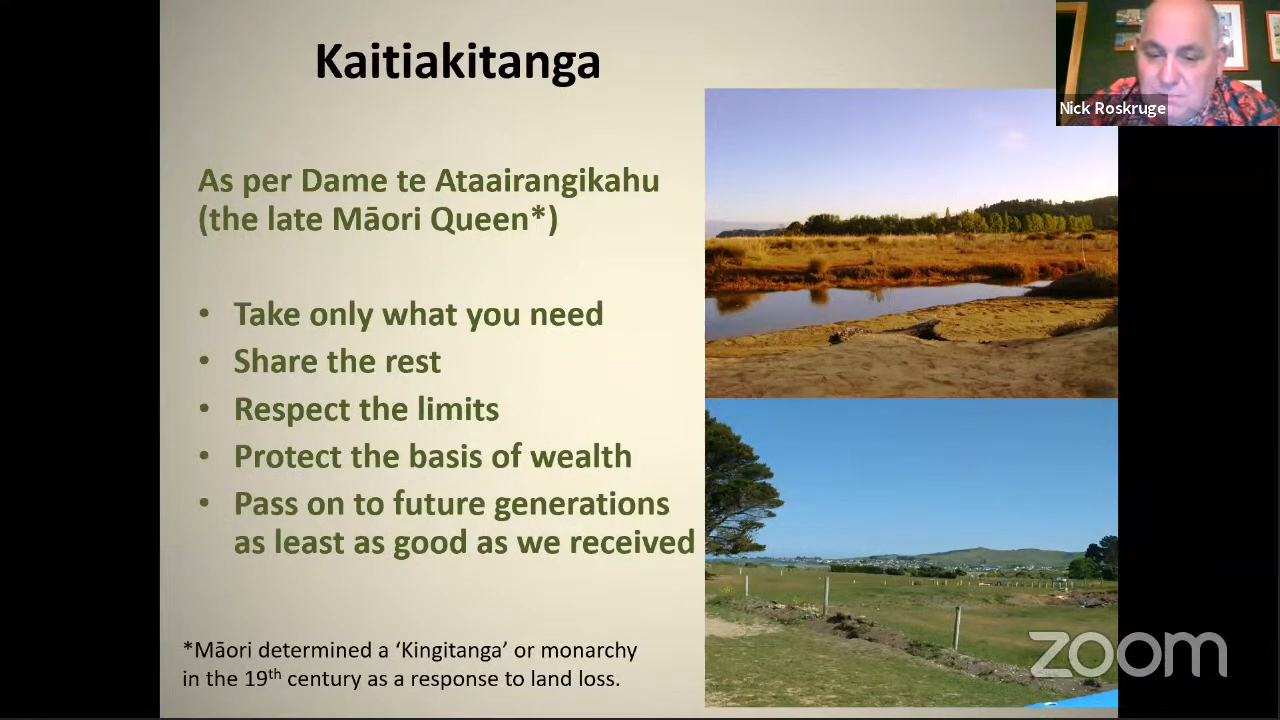 Kaitiakitanga
Nick Roskruge
As per Dame te Ataairangikahu
(the late Māori Queen*)
• Take only what you need
• Share the rest
• Respect the limits
• Protect the basis of wealth
• Pass on to future generations
as least as good as we received
*Māori determined a ‘Kingitanga’ or monarchy
in the 19th century as a response to land loss.
zoom